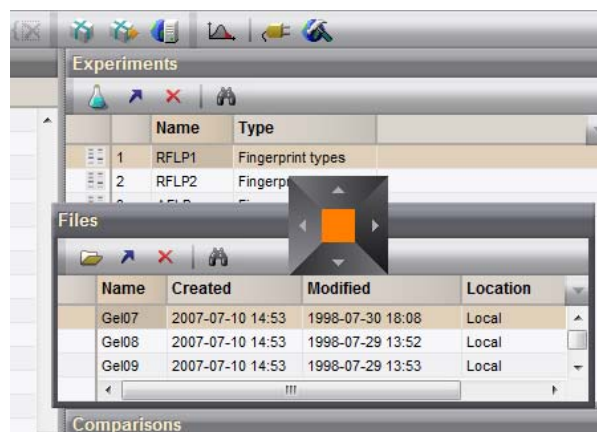 Experiments
Name Type
1 RFLP1 Fingerprint types
2 RFLP2
Files
Name Created Modified Location
Gel07 2007-07-10 14:53 1998-07-30 18:08 Local
Gel08 2007-07-10 14:53 1998-07-29 13:52 Local
Gel09 2007-07-10 14:53 1998-07-29 13:53 Local
Comparisons